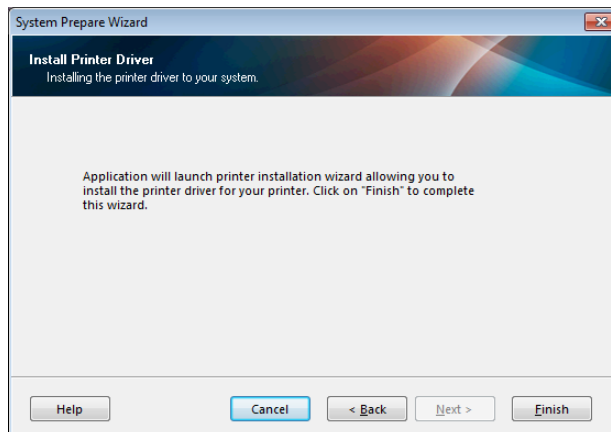 System Prepare Wizard
Install Printer Driver
Installing the printer driver to your system.
Application will launch printer installation wizard allowing you to
install the printer driver for your printer. Click on "Finish" to complete
this wizard.
Help Cancel < Back Next > Finish